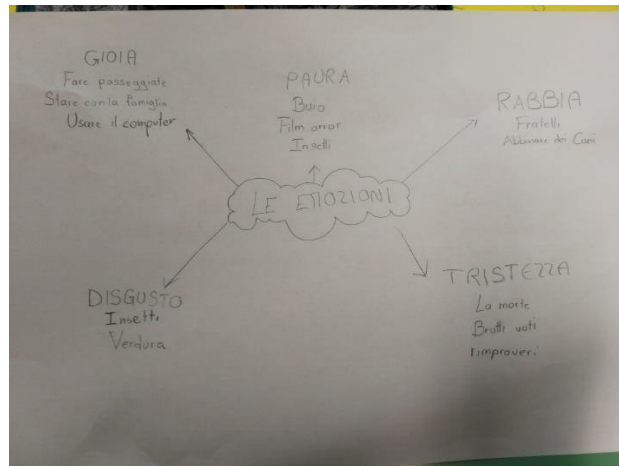 GIOIA
Fare passeggiate
Stare con la famiglia
Usare il computer
PAURA
Buio
Film orror
Insetti
RABBIA
Fratelli
Abbaiare dei Cani
LE EMOZIONI
DISGUSTO
Insetti
Verdura
TRISTEZZA
La morte
Brutti voti
rimproveri